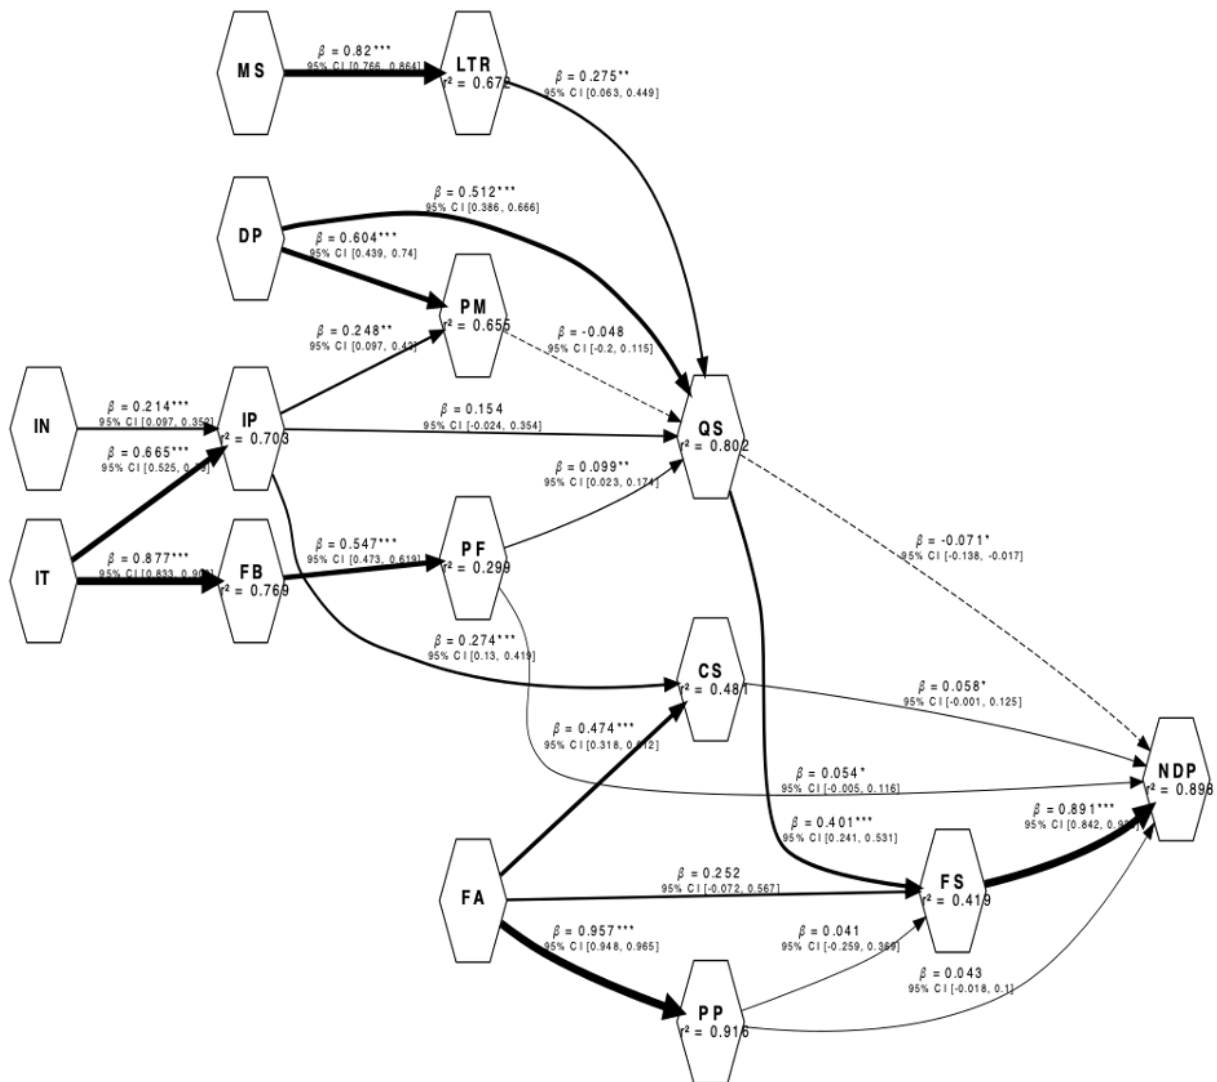 MS
β = 0.82***
95% CI [0.766, 0.864]
LTR
r² = 0.672
β = 0.275**
95% CI [0.063, 0.449]
DP
β = 0.512***
95% CI [0.386, 0.666]
β = 0.604***
95% CI [0.439, 0.74]
PM
r² = 0.655
β = 0.248**
95% CI [0.097, 0.42]
β = -0.048
95% CI [-0.2, 0.115]
IN
β = 0.214***
95% CI [0.097, 0.352]
IP
r² = 0.703
β = 0.154
95% CI [-0.024, 0.354]
QS
r² = 0.802
β = 0.665***
95% CI [0.525,
β = 0.099**
95% CI [0.023, 0.174]
IT
β = 0.877***
95% CI [0.833,
FB
r² = 0.769
β = 0.547***
95% CI [0.473, 0.619]
PF
r² = 0.299
β = -0.071*
95% CI [-0.138, -0.017]
β = 0.274***
95% CI [0.13, 0.419]
CS
r² = 0.481
β = 0.058*
95% CI [-0.001, 0.125]
β = 0.474***
95% CI [0.318,
β = 0.054*
95% CI [-0.005, 0.116]
NDP
r² = 0.898
β = 0.401***
95% CI [0.241, 0.531]
β = 0.891***
95% CI [0.842,
FA
β = 0.252
95% CI [-0.072, 0.567]
FS
r² = 0.419
β = 0.957***
95% CI [0.948, 0.965]
β = 0.041
95% CI [-0.259, 0.369]
β = 0.043
95% CI [-0.018, 0.1]
PP
r² = 0.916